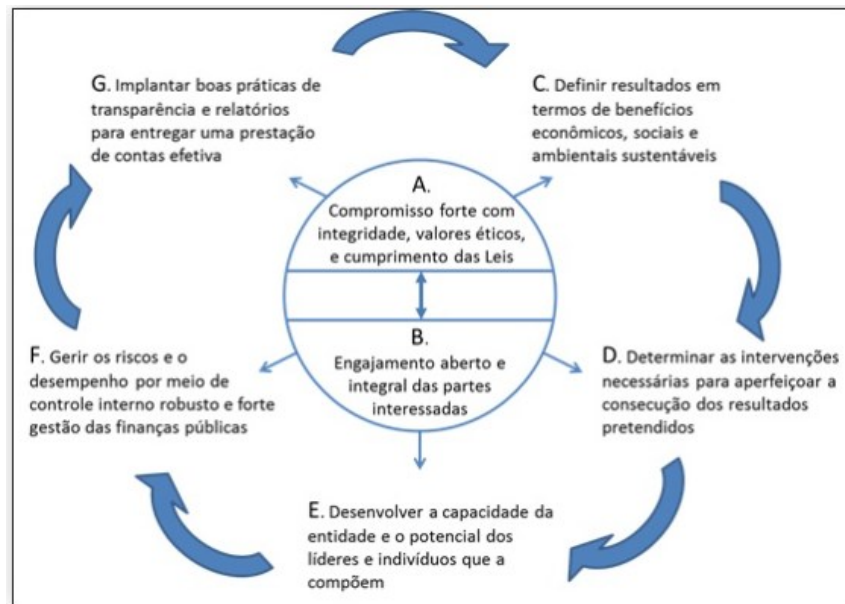 G. Implantar boas práticas de
transparência e relatórios
para entregar uma prestação
de contas efetiva
C. Definir resultados em
termos de benefícios
econômicos, sociais e
ambientais sustentáveis
A.
Compromisso forte com
integridade, valores éticos,
e cumprimento das Leis
B.
Engajamento aberto e
integral das partes
interessadas
F. Gerir os riscos e o
desempenho por meio de
controle interno robusto e forte
gestão das finanças públicas
D. Determinar as intervenções
necessárias para aperfeiçoar a
consecução dos resultados
pretendidos
E. Desenvolver a capacidade da
entidade e o potencial dos
líderes e indivíduos que a
compõem